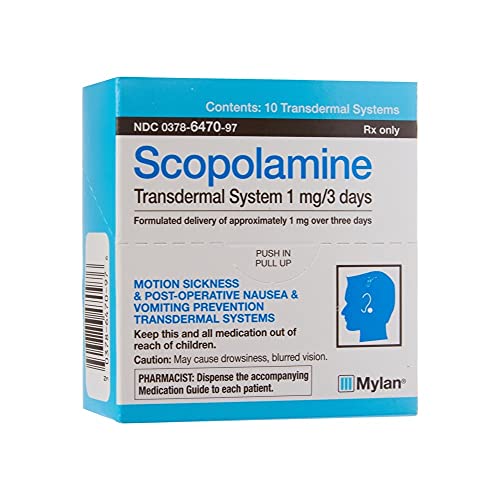 Contents: 10 Transdermal Systems
NDC 0378-6470-97
Rx only
Scopolamine
Transdermal System 1 mg/3 days
Formulated delivery of approximately 1 mg over three days
PUSH IN
PULL UP
MOTION SICKNESS
& POST-OPERATIVE NAUSEA &
VOMITING PREVENTION
TRANSDERMAL SYSTEMS
Keep this and all medication out of
reach of children.
Caution: May cause drowsiness, blurred vision.
PHARMACIST: Dispense the accompanying
Medication Guide to each patient.
Mylan®